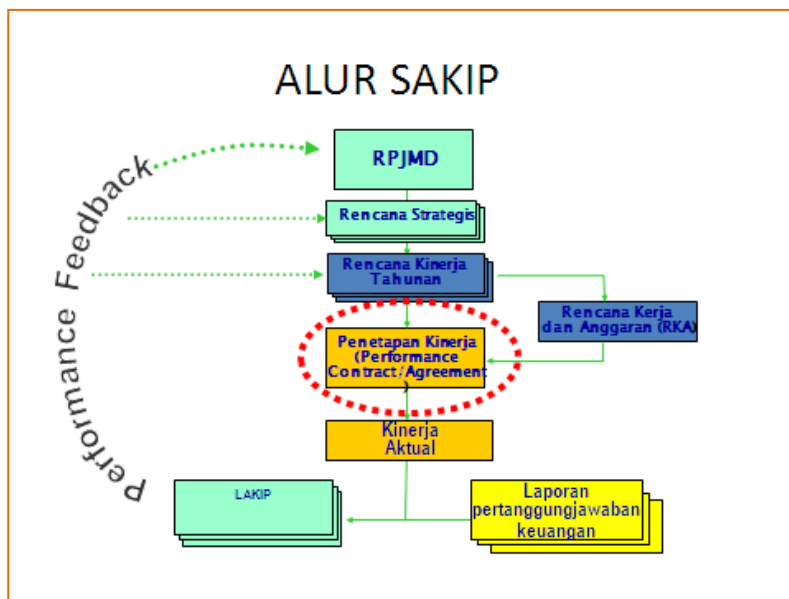 ALUR SAKIP
Performance Feedback
RPJMD
Rencana Strategis
Rencana Kinerja
Tahunan
Rencana Kerja
dan Anggaran (RKA)
Penetapan Kinerja
(Performance
Contract/Agreement
)
Kinerja
Aktual
LAKIP
Laporan
pertanggungjawaban
keuangan